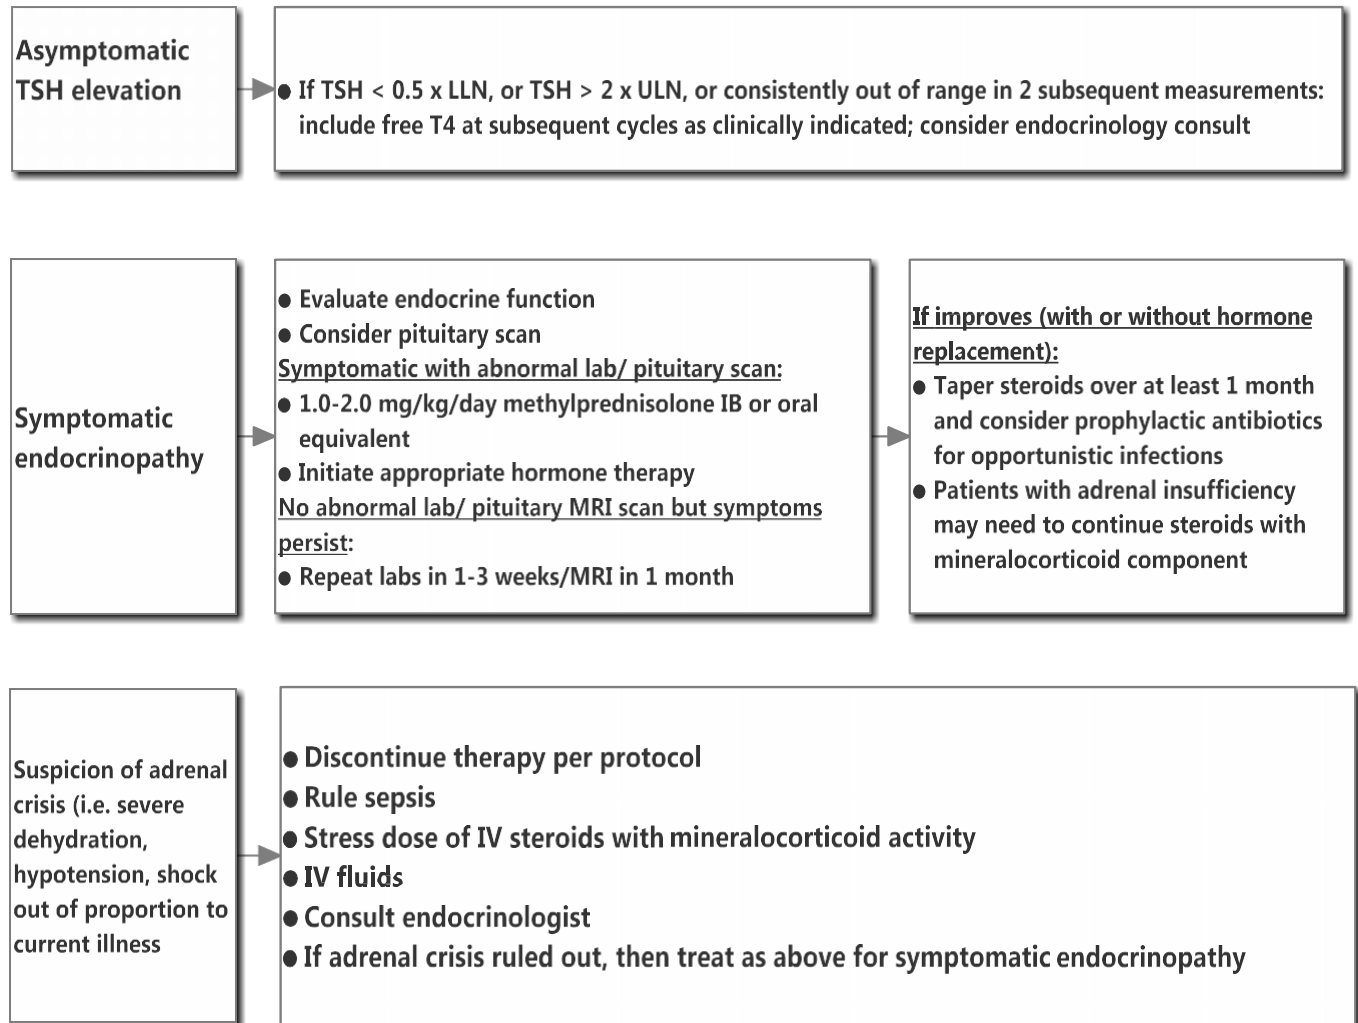 Asymptomatic
TSH elevation
● If TSH < 0.5 x LLN, or TSH > 2 x ULN, or consistently out of range in 2 subsequent measurements:
include free T4 at subsequent cycles as clinically indicated; consider endocrinology consult
Symptomatic
endocrinopathy
● Evaluate endocrine function
● Consider pituitary scan
Symptomatic with abnormal lab/ pituitary scan:
● 1.0-2.0 mg/kg/day methylprednisolone IB or oral
equivalent
● Initiate appropriate hormone therapy
No abnormal lab/ pituitary MRI scan but symptoms
persist:
● Repeat labs in 1-3 weeks/MRI in 1 month
If improves (with or without hormone
replacement):
● Taper steroids over at least 1 month
and consider prophylactic antibiotics
for opportunistic infections
● Patients with adrenal insufficiency
may need to continue steroids with
mineralocorticoid component
Suspicion of adrenal
crisis (i.e. severe
dehydration,
hypotension, shock
out of proportion to
current illness
● Discontinue therapy per protocol
● Rule sepsis
● Stress dose of IV steroids with mineralocorticoid activity
● IV fluids
● Consult endocrinologist
● If adrenal crisis ruled out, then treat as above for symptomatic endocrinopathy